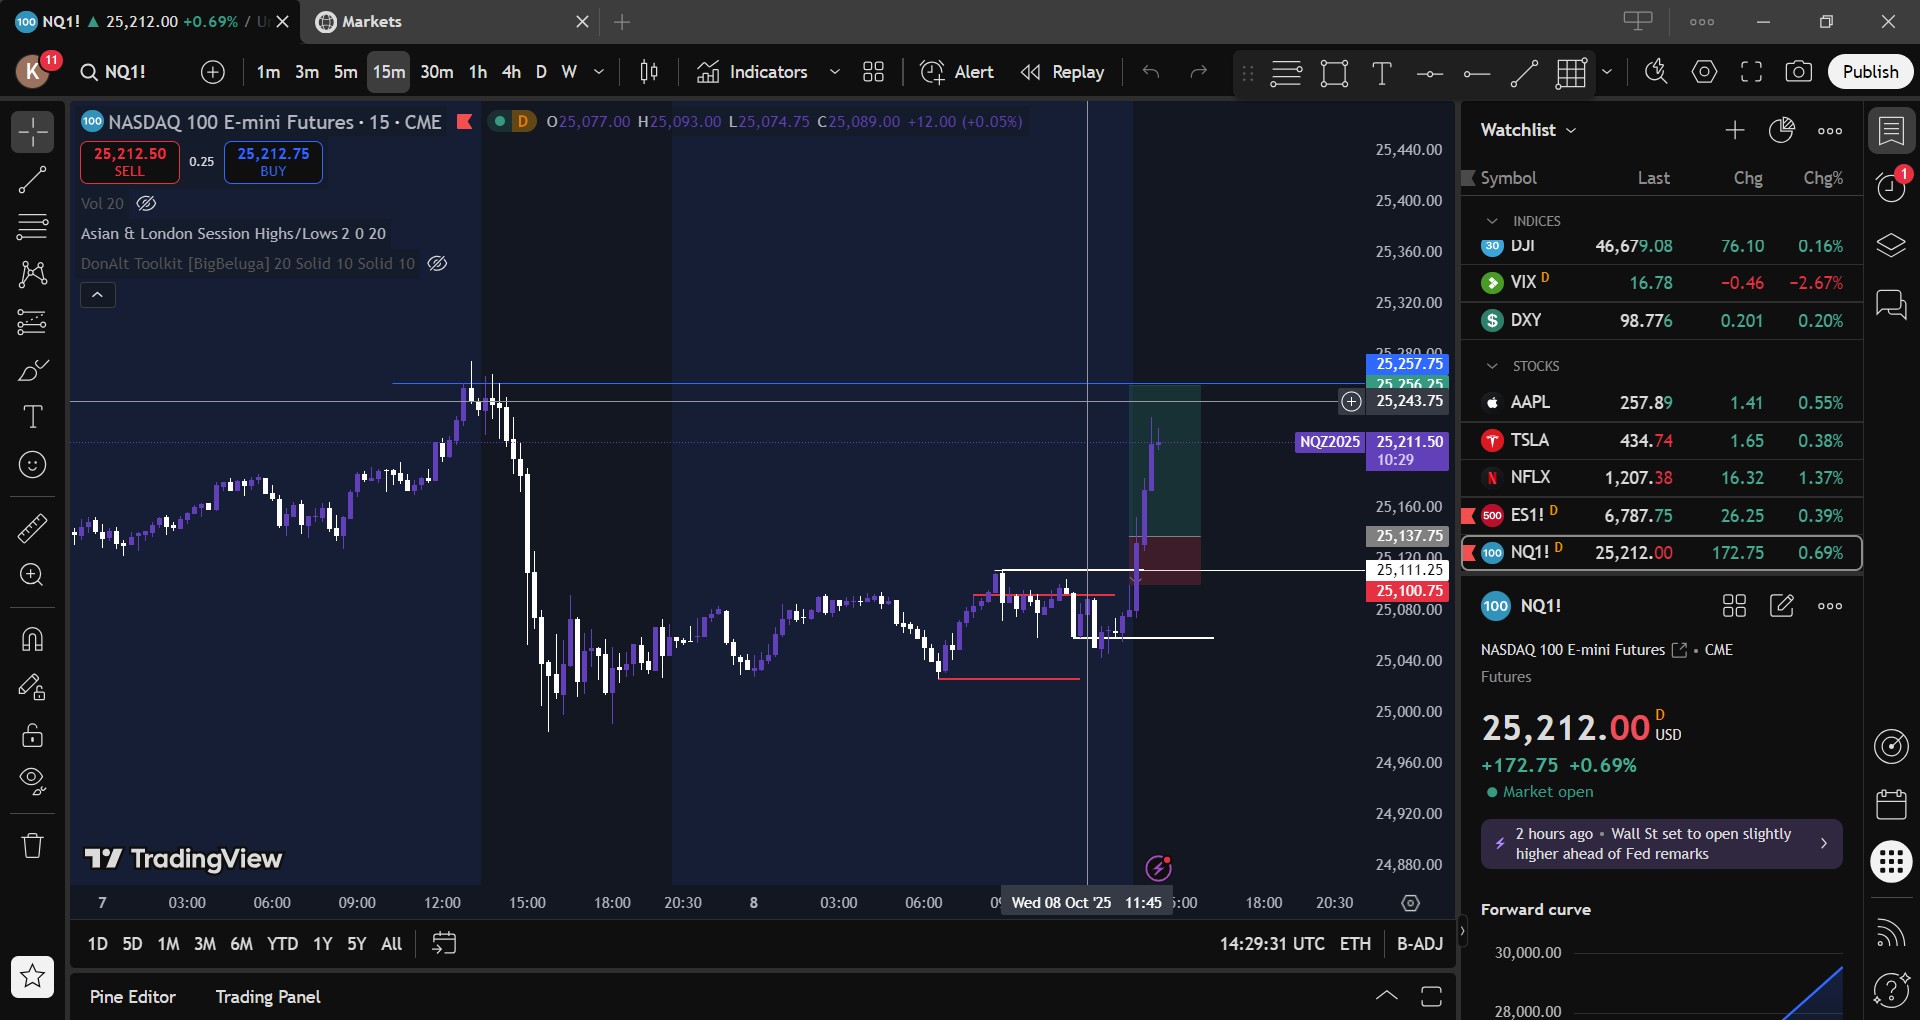 NQ1! ▲ 25,212.00 +0.69% /
Markets
K
11
NQ1!
1m 3m 5m 15m 30m 1h 4h D W
Indicators
Alert
Replay
Publish
NASDAQ 100 E-mini Futures · 15 · CME
D
O25,077.00 H25,093.00 L25,074.75 C25,089.00 +12.00 (+0.05%)
25,212.50
SELL
0.25
25,212.75
BUY
Vol 20
Asian & London Session Highs/Lows 2 0 20
DonAlt Toolkit [BigBeluga] 20 Solid 10 Solid 10
25,440.00
25,400.00
25,360.00
25,320.00
25,280.00
25,257.75
25,256.25
25,243.75
NQZ2025 25,211.50
10:29
25,160.00
25,137.75
25,120.00
25,111.25
25,100.75
25,080.00
25,040.00
25,000.00
24,960.00
24,920.00
24,880.00
TradingView
7 03:00 06:00 09:00 12:00 15:00 18:00 20:30 8 03:00 06:00 Wed 08 Oct '25 11:45 18:00 20:30
1D 5D 1M 3M 6M YTD 1Y 5Y All
14:29:31 UTC ETH B-ADJ
Pine Editor Trading Panel
Watchlist
Symbol Last Chg Chg%
INDICES
30 DJI 46,679.08 76.10 0.16%
VIX D 16.78 −0.46 −2.67%
$ DXY 98.776 0.201 0.20%
STOCKS
AAPL 257.89 1.41 0.55%
TSLA 434.74 1.65 0.38%
N NFLX 1,207.38 16.32 1.37%
500 ES1! D 6,787.75 26.25 0.39%
100 NQ1! D 25,212.00 172.75 0.69%
100 NQ1!
NASDAQ 100 E-mini Futures • CME
Futures
25,212.00 D USD
+172.75 +0.69%
Market open
2 hours ago • Wall St set to open slightly
higher ahead of Fed remarks
Forward curve
30,000.00
28,000.00
1